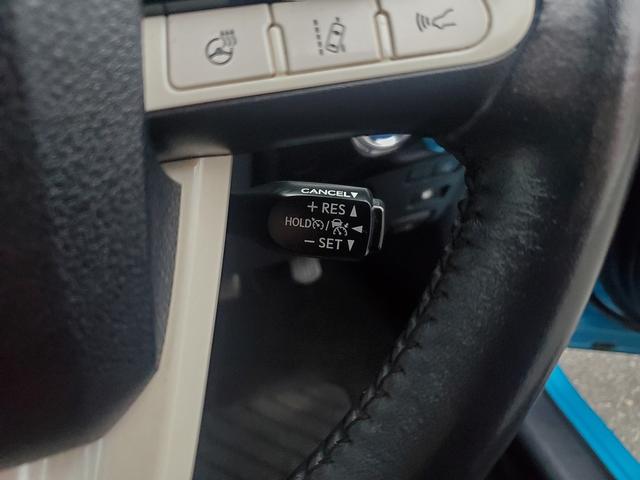 CANCEL▼
+ RES ▲
HOLD / ◀
− SET ▼